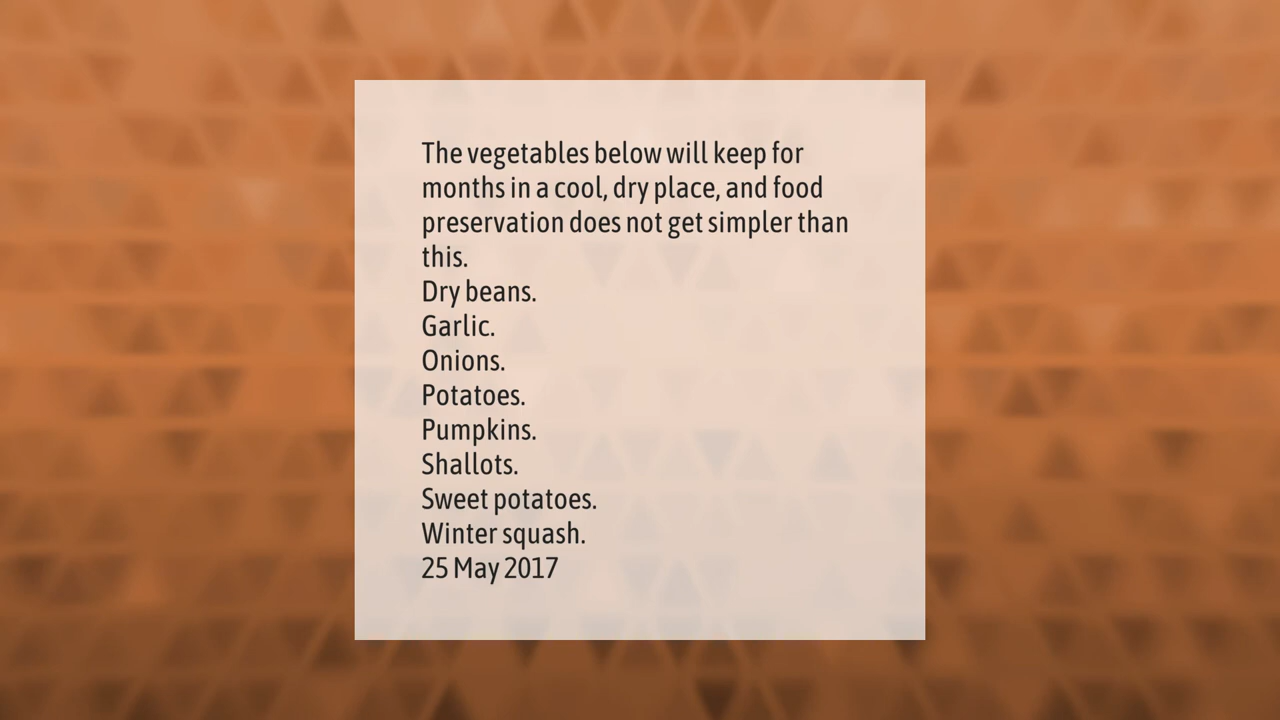 The vegetables below will keep for
months in a cool, dry place, and food
preservation does not get simpler than
this.
Dry beans.
Garlic.
Onions.
Potatoes.
Pumpkins.
Shallots.
Sweet potatoes.
Winter squash.
25 May 2017